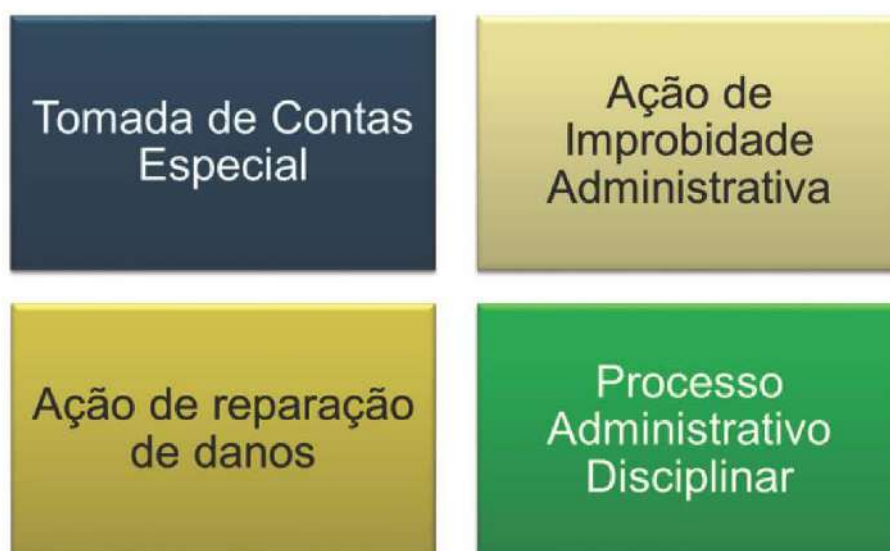 Tomada de Contas
Especial
Ação de
Improbidade
Administrativa
Ação de reparação
de danos
Processo
Administrativo
Disciplinar